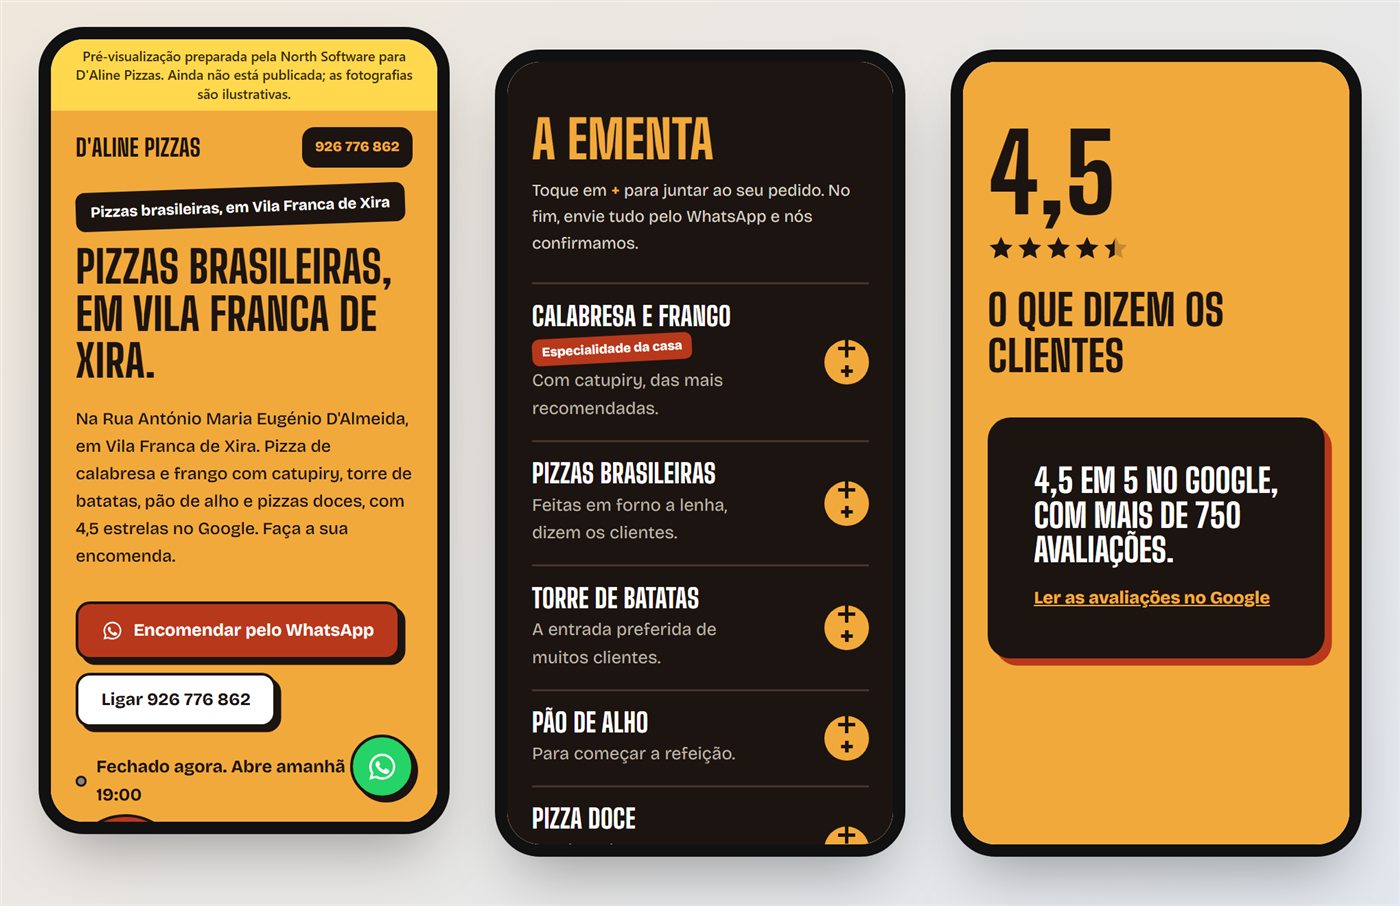 Pré-visualização preparada pela North Software para
D'Aline Pizzas. Ainda não está publicada; as fotografias
são ilustrativas.
D'ALINE PIZZAS
926 776 862
Pizzas brasileiras, em Vila Franca de Xira
PIZZAS BRASILEIRAS,
EM VILA FRANCA DE
XIRA.
Na Rua António Maria Eugénio D'Almeida,
em Vila Franca de Xira. Pizza de
calabresa e frango com catupiry, torre de
batatas, pão de alho e pizzas doces, com
4,5 estrelas no Google. Faça a sua
encomenda.
Encomendar pelo WhatsApp
Ligar 926 776 862
Fechado agora. Abre amanhã
19:00
A EMENTA
Toque em + para juntar ao seu pedido. No
fim, envie tudo pelo WhatsApp e nós
confirmamos.
CALABRESA E FRANGO
Especialidade da casa
Com catupiry, das mais
recomendadas.
PIZZAS BRASILEIRAS
Feitas em forno a lenha,
dizem os clientes.
TORRE DE BATATAS
A entrada preferida de
muitos clientes.
PÃO DE ALHO
Para começar a refeição.
PIZZA DOCE
4,5
O QUE DIZEM OS
CLIENTES
4,5 EM 5 NO GOOGLE,
COM MAIS DE 750
AVALIAÇÕES.
Ler as avaliações no Google